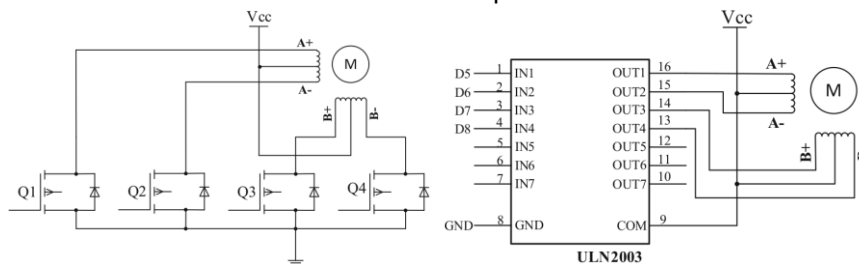 Vcc
A+
M
A-
B+
B-
Q1
Q2
Q3
Q4
Vcc
D5 1 IN1 OUT1 16
D6 2 IN2 OUT2 15
D7 3 IN3 OUT3 14
D8 4 IN4 OUT4 13
5 IN5 OUT5 12
6 IN6 OUT6 11
7 IN7 OUT7 10
GND 8 GND COM 9
ULN2003
A+
M
A-
B+